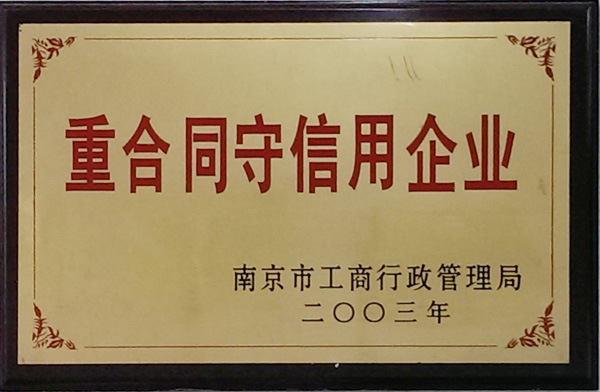 重合同守信用企业
南京市工商行政管理局
二〇〇三年